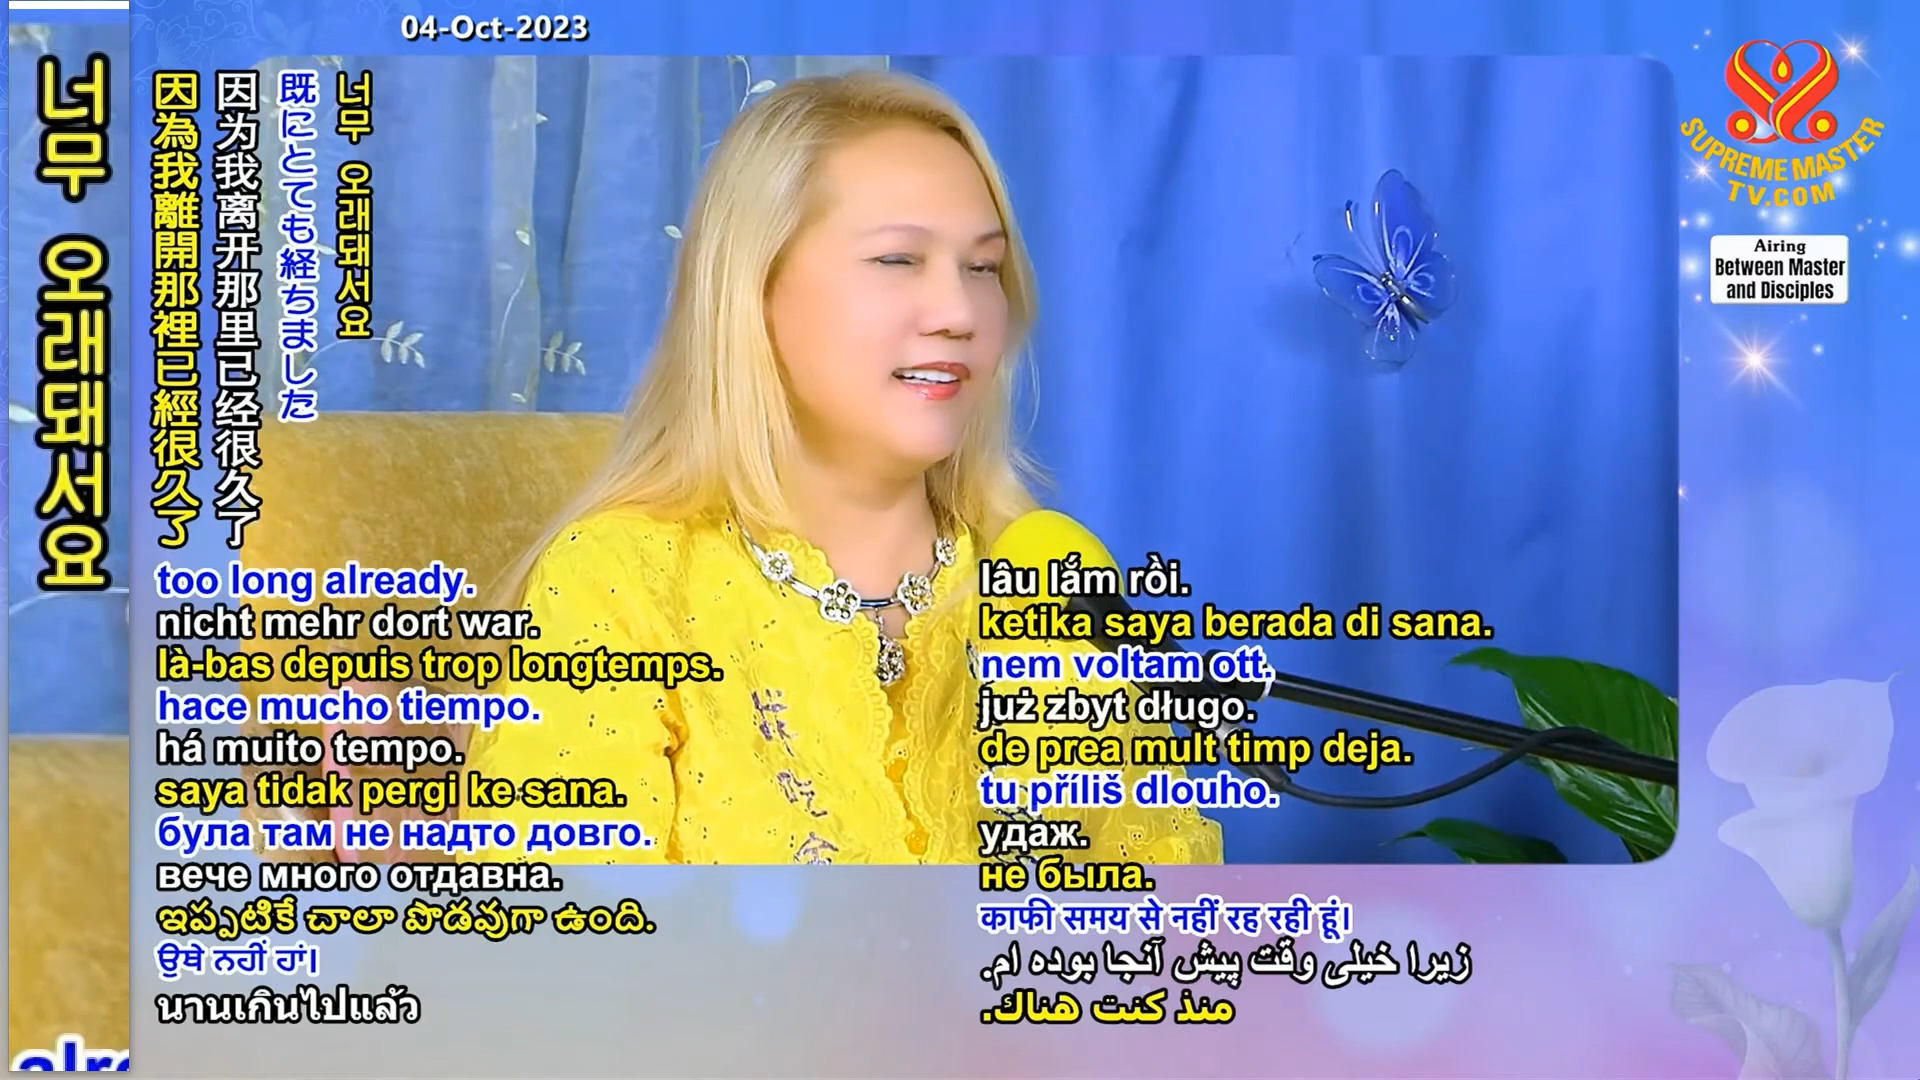 04-Oct-2023
너무 오래돼서요
因為我離開那裡已經很久了
因为我离开那里已经很久了
既にとても経ちました
너무 오래돼서요
SUPREME MASTER
TV.COM
Airing
Between Master
and Disciples
too long already.
nicht mehr dort war.
là-bas depuis trop longtemps.
hace mucho tiempo.
há muito tempo.
saya tidak pergi ke sana.
була там не надто довго.
вече много отдавна.
ఇప్పటికే చాలా పొడవుగా ఉంది.
ਉਥੇ ਨਹੀਂ ਹਾਂ।
นานเกินไปแล้ว
lâu lắm rồi.
ketika saya berada di sana.
nem voltam ott.
już zbyt długo.
de prea mult timp deja.
tu příliš dlouho.
удаж.
не была.
काफी समय से नहीं रह रही हूं।
زیرا خیلی وقت پیش آنجا بوده ام.
منذ كنت هناك.